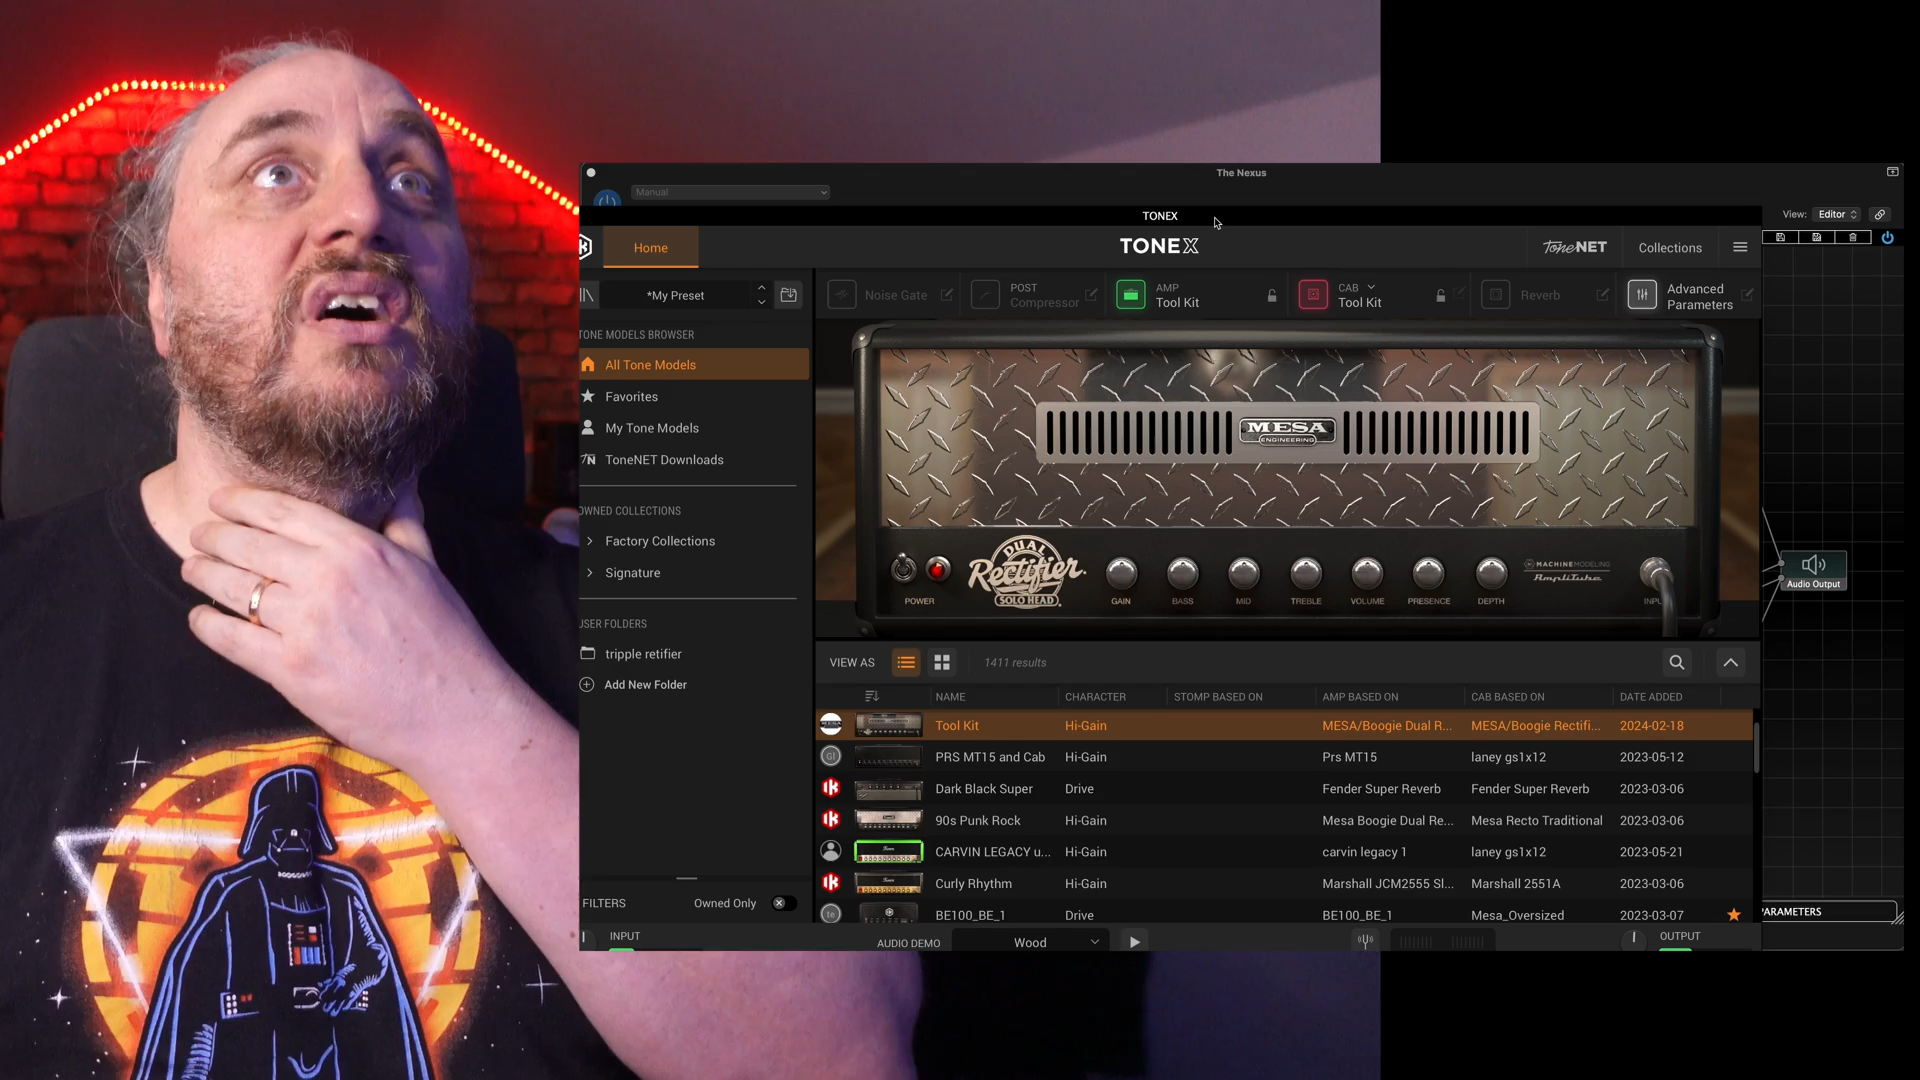 The Nexus
Manual
TONEX
View: Editor
Home
TONEX
ToneNET
Collections
*My Preset
Noise Gate
POST
Compressor
AMP
Tool Kit
CAB
Tool Kit
Reverb
Advanced
Parameters
TONE MODELS BROWSER
All Tone Models
Favorites
My Tone Models
ToneNET Downloads
OWNED COLLECTIONS
Factory Collections
Signature
USER FOLDERS
tripple retifier
Add New Folder
MESA
ENGINEERING
DUAL
Rectifier
SOLO HEAD
POWER
GAIN
BASS
MID
TREBLE
VOLUME
PRESENCE
DEPTH
MACHINE MODELING
AmpliTube
INPU
Audio Output
VIEW AS
1411 results
NAME CHARACTER STOMP BASED ON AMP BASED ON CAB BASED ON DATE ADDED
Tool Kit Hi-Gain MESA/Boogie Dual R... MESA/Boogie Rectifi... 2024-02-18
PRS MT15 and Cab Hi-Gain Prs MT15 laney gs1x12 2023-05-12
Dark Black Super Drive Fender Super Reverb Fender Super Reverb 2023-03-06
90s Punk Rock Hi-Gain Mesa Boogie Dual Re... Mesa Recto Traditional 2023-03-06
CARVIN LEGACY u... Hi-Gain carvin legacy 1 laney gs1x12 2023-05-21
Curly Rhythm Hi-Gain Marshall JCM2555 Sl... Marshall 2551A 2023-03-06
BE100_BE_1 Drive BE100_BE_1 Mesa_Oversized 2023-03-07
FILTERS
Owned Only
PARAMETERS
INPUT
AUDIO DEMO
Wood
OUTPUT